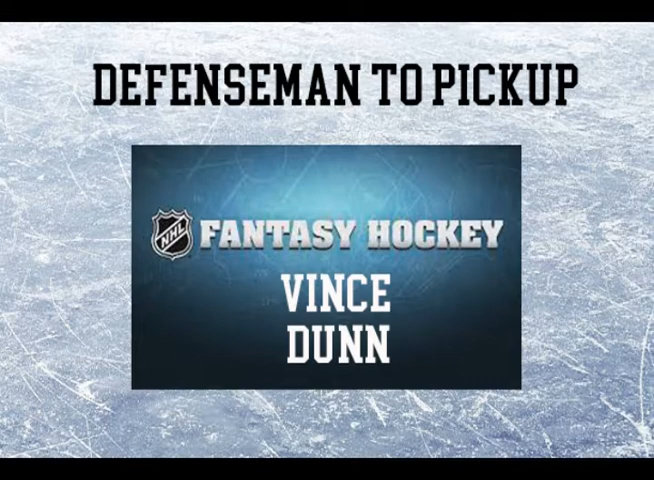 DEFENSEMAN TO PICKUP
NHL FANTASY HOCKEY
VINCE
DUNN